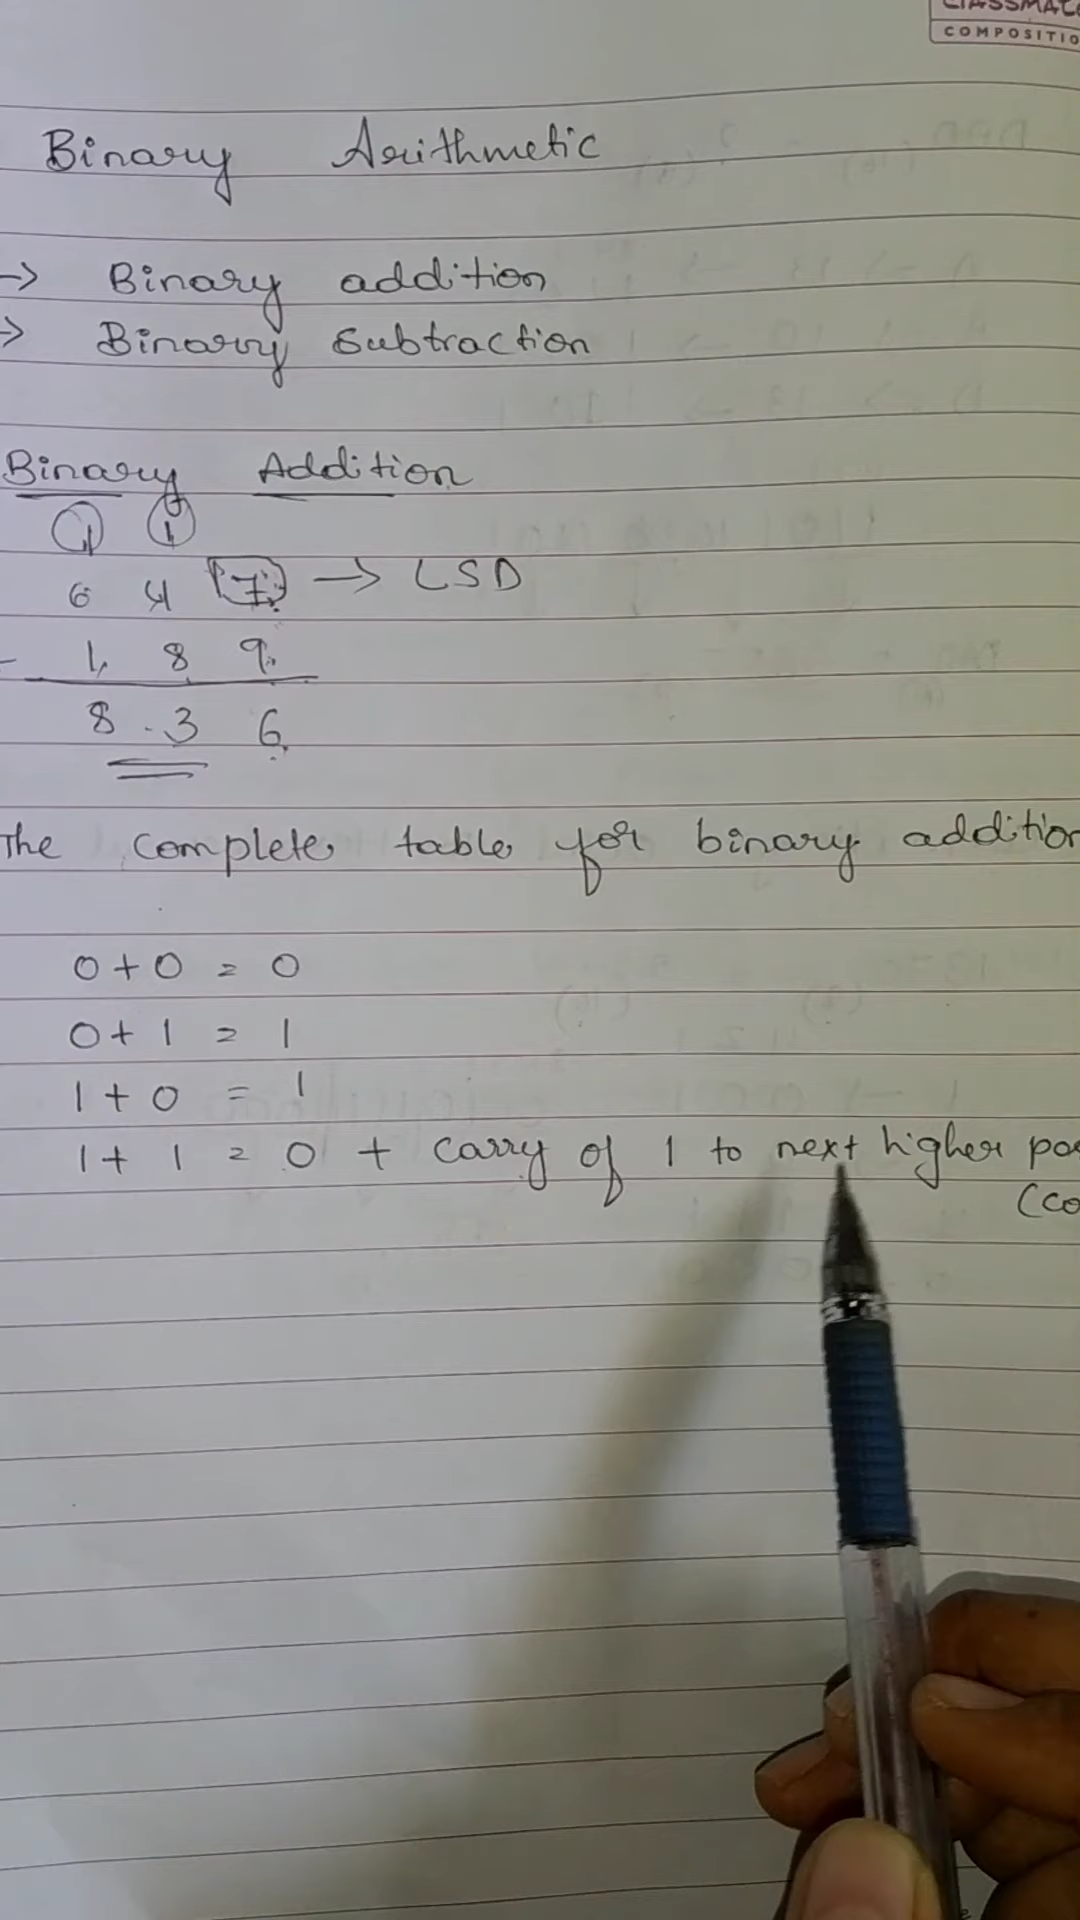 CLASSMATE
COMPOSITIO
Binary Arithmetic
→ Binary addition
→ Binary subtraction
Binary Addition
1 1
6 4 7 → LSD
1 8 9
8 3 6
The complete table for binary addition
0 + 0 = 0
0 + 1 = 1
1 + 0 = 1
1 + 1 = 0 + carry of 1 to next higher po
(co